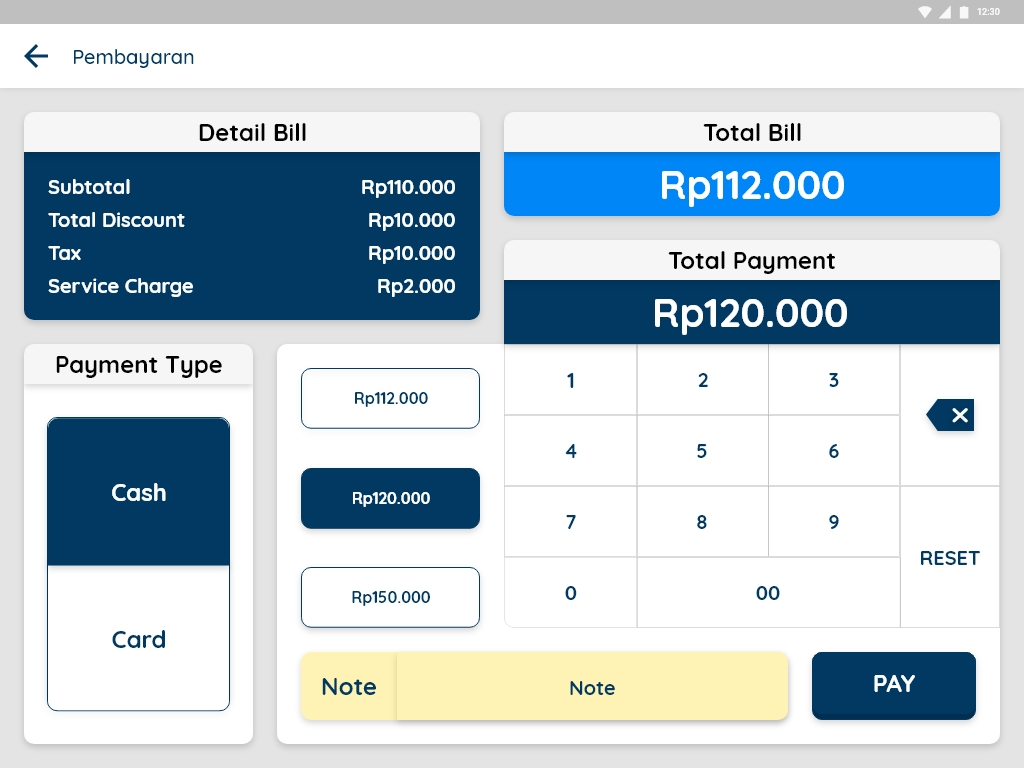 12:30
Pembayaran
Detail Bill
Subtotal Rp110.000
Total Discount Rp10.000
Tax Rp10.000
Service Charge Rp2.000
Total Bill
Rp112.000
Total Payment
Rp120.000
Payment Type
Cash
Card
Rp112.000
Rp120.000
Rp150.000
1 2 3
4 5 6
7 8 9
RESET
0 00
Note Note
PAY